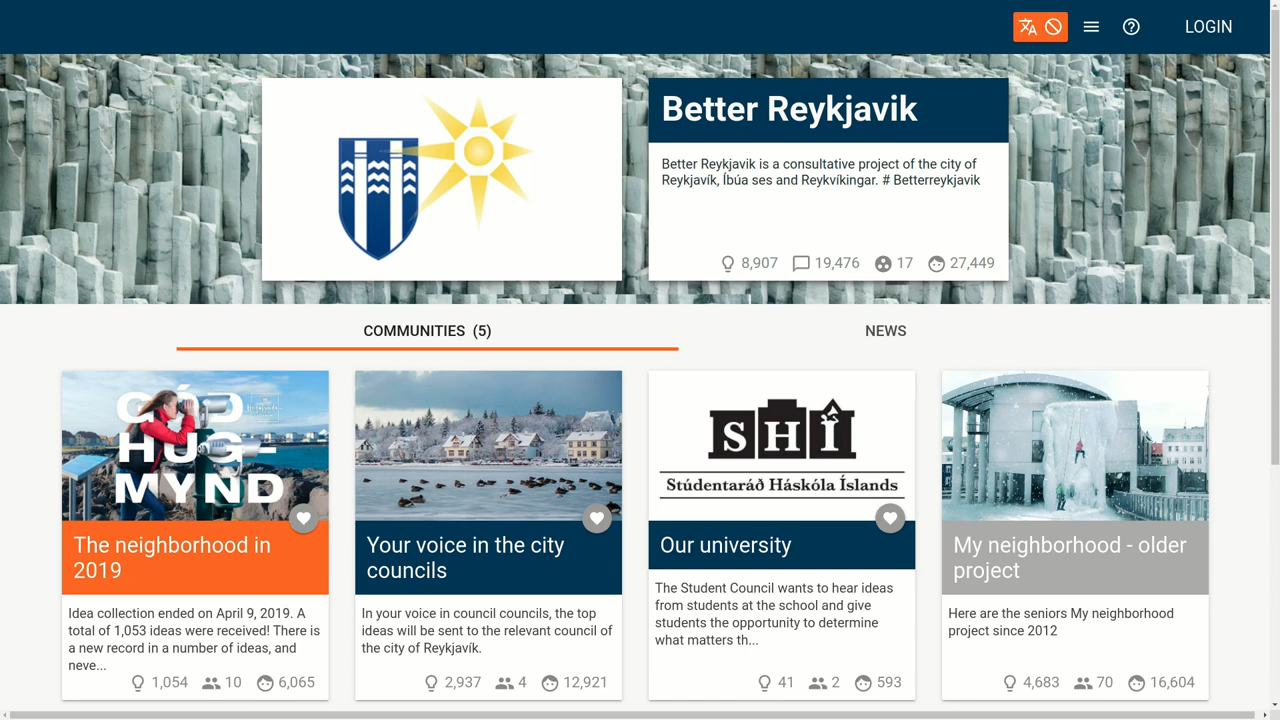 LOGIN
Better Reykjavik
Better Reykjavik is a consultative project of the city of
Reykjavík, Íbúa ses and Reykvíkingar. # Betterreykjavik
8,907 19,476 17 27,449
COMMUNITIES (5)
NEWS
GÓÐ
HUG-
MYND
The neighborhood in
2019
Idea collection ended on April 9, 2019. A
total of 1,053 ideas were received! There is
a new record in a number of ideas, and
neve...
1,054 10 6,065
Your voice in the city
councils
In your voice in council councils, the top
ideas will be sent to the relevant council of
the city of Reykjavík.
2,937 4 12,921
SHÍ
Stúdentaráð Háskóla Íslands
Our university
The Student Council wants to hear ideas
from students at the school and give
students the opportunity to determine
what matters th...
41 2 593
My neighborhood - older
project
Here are the seniors My neighborhood
project since 2012
4,683 70 16,604